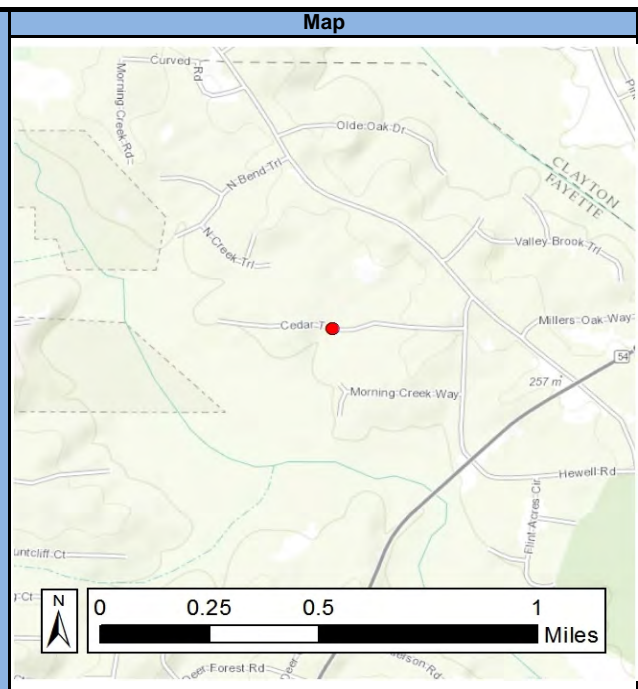 Map
Curved Rd
Morning Creek Rd
Olde Oak Dr
N Bend Trl
CLAYTON
FAYETTE
N Creek Trl
Valley Brook Trl
Cedar
Millers Oak Way
54
257 m
Morning Creek Way
Hewell Rd
Flint Acres Cir
untcliff Ct
Ct
N
0 0.25 0.5 1
Miles
Deer Forest Rd